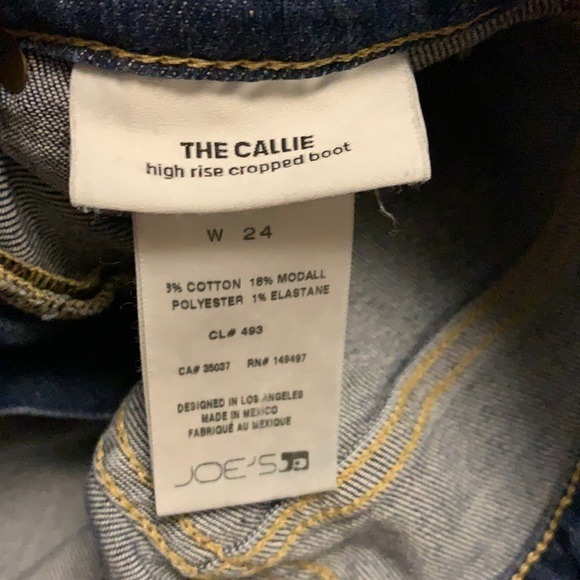 THE CALLIE
high rise cropped boot
W 24
% COTTON 18% MODALL
POLYESTER 1% ELASTANE
CL# 493
CA# 35037 RN# 149497
DESIGNED IN LOS ANGELES
MADE IN MEXICO
FABRIQUÉ AU MEXIQUE
JOE'S